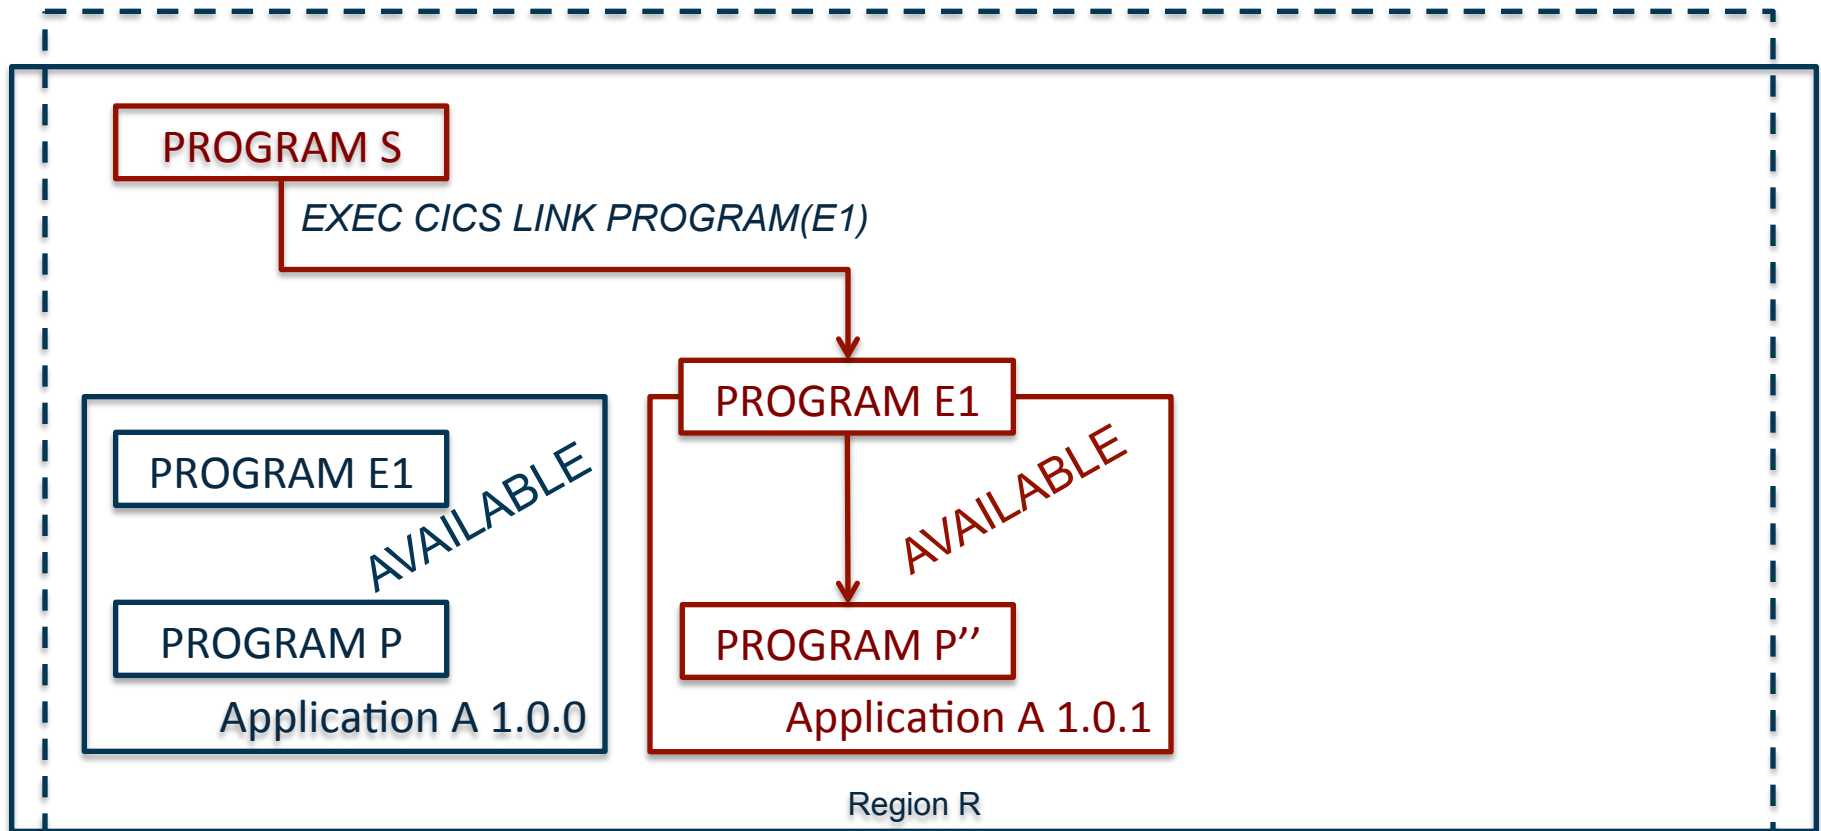 PROGRAM S
EXEC CICS LINK PROGRAM(E1)
PROGRAM E1
AVAILABLE
PROGRAM P
Application A 1.0.0
PROGRAM E1
AVAILABLE
PROGRAM P’’
Application A 1.0.1
Region R